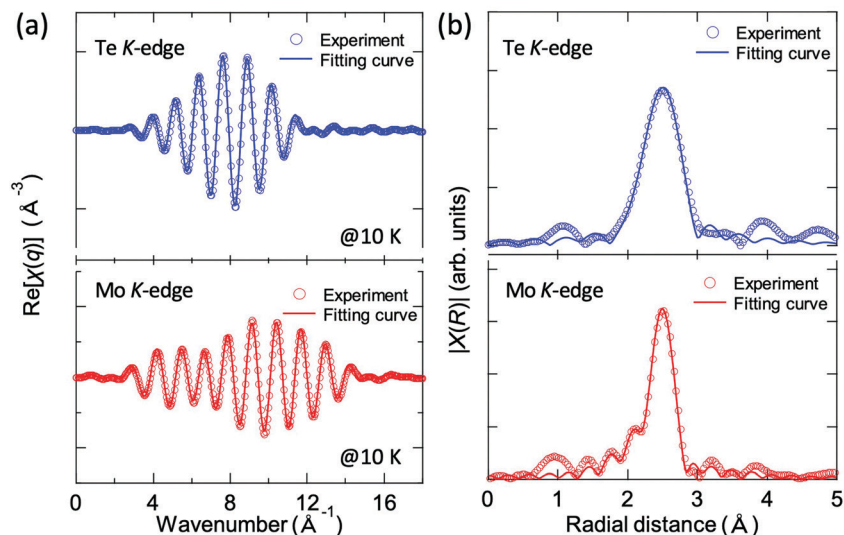 (a)
Te K-edge
Experiment
Fitting curve
@10 K
Mo K-edge
Experiment
Fitting curve
@10 K
Re[χ(q)] (Å⁻³)
0 4 8 12 16
Wavenumber (Å⁻¹)
(b)
Te K-edge
Experiment
Fitting curve
Mo K-edge
Experiment
Fitting curve
|X(R)| (arb. units)
0 1 2 3 4 5
Radial distance (Å)